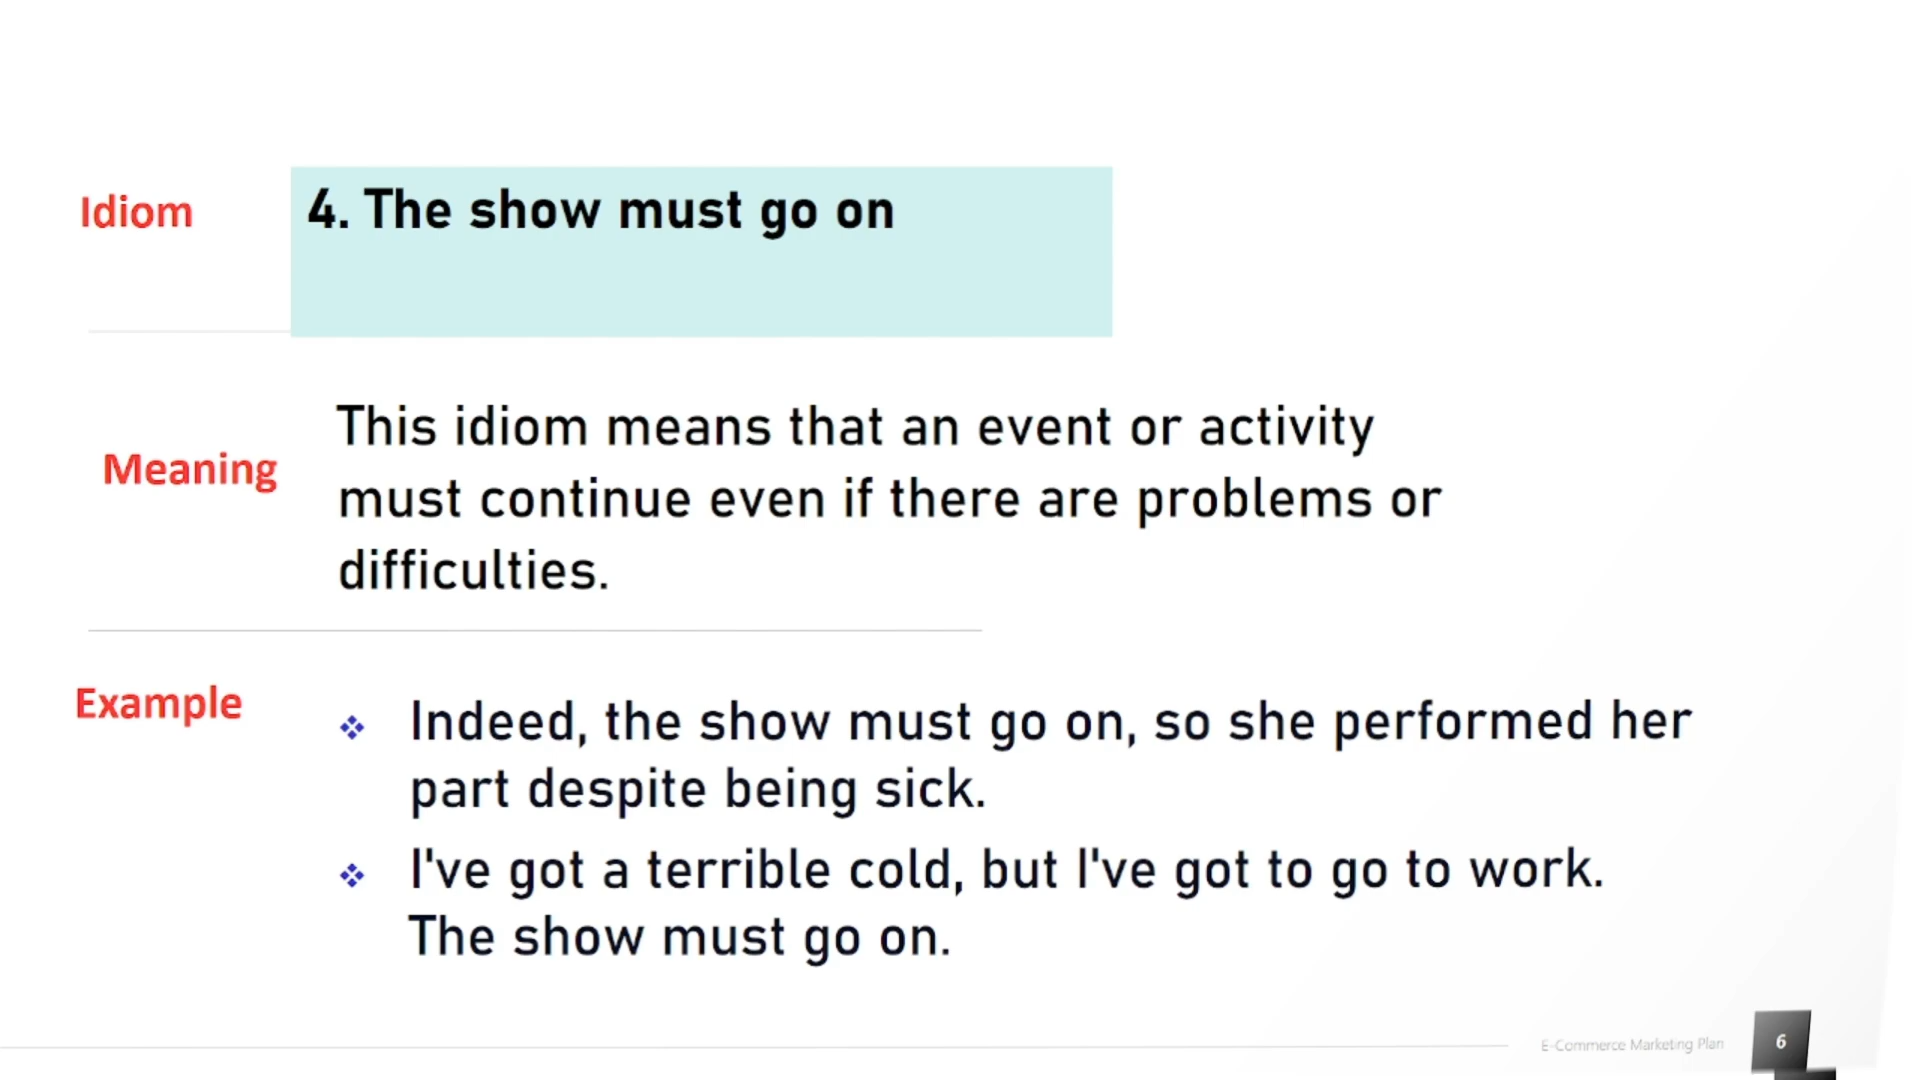 Idiom
4. The show must go on
Meaning
This idiom means that an event or activity
must continue even if there are problems or
difficulties.
Example
Indeed, the show must go on, so she performed her
part despite being sick.
I've got a terrible cold, but I've got to go to work.
The show must go on.
E-Commerce Marketing Plan
6